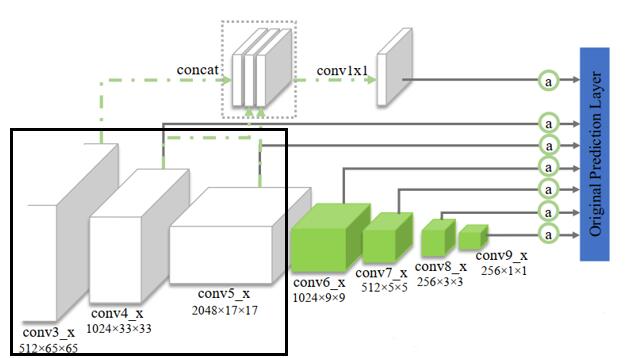 concat
conv1x1
a
a
a
a
a
a
a
Original Prediction Layer
conv3_x
512×65×65
conv4_x
1024×33×33
conv5_x
2048×17×17
conv6_x
1024×9×9
conv7_x
512×5×5
conv8_x
256×3×3
conv9_x
256×1×1